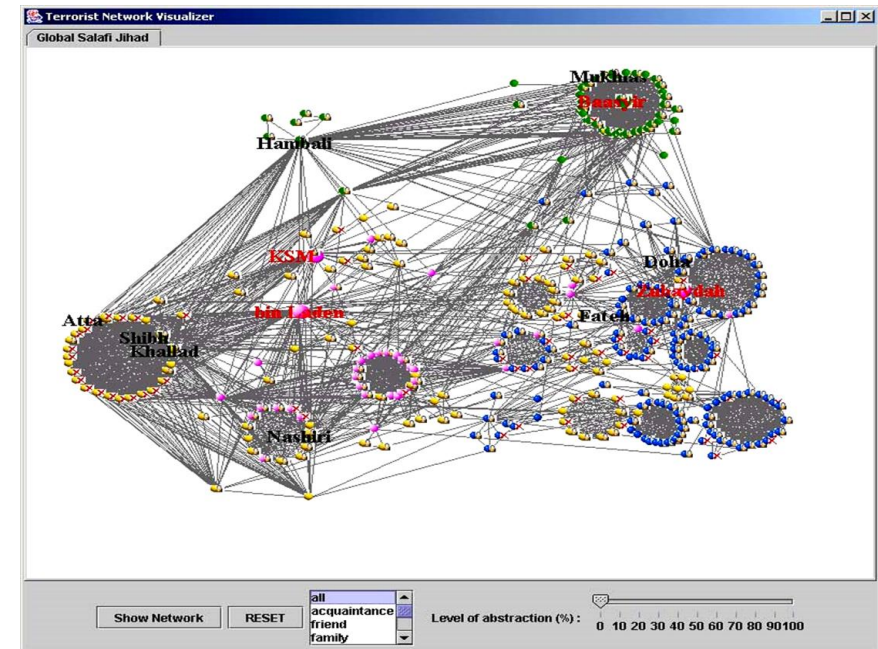 Terrorist Network Visualizer
Global Salafi Jihad
Mukhlas
Baasyir
Hambali
KSM
Doha
Zubaydah
bin Laden
Fateh
Atta
Shibh
Khallad
Nashiri
Show Network
RESET
all
acquaintance
friend
family
Level of abstraction (%) :
0 10 20 30 40 50 60 70 80 90100